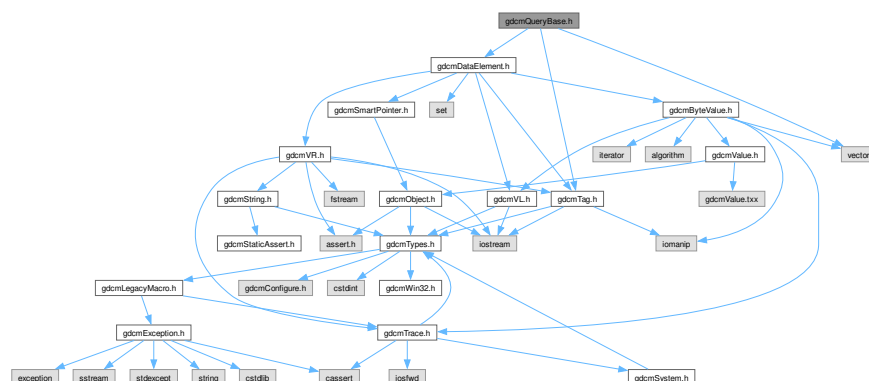 gdcmQueryBase.h
gdcmDataElement.h
gdcmSmartPointer.h
set
gdcmByteValue.h
gdcmVR.h
iterator
algorithm
gdcmValue.h
vector
gdcmString.h
fstream
gdcmObject.h
gdcmVL.h
gdcmTag.h
gdcmValue.txx
gdcmStaticAssert.h
assert.h
gdcmTypes.h
iostream
iomanip
gdcmLegacyMacro.h
gdcmConfigure.h
cstdint
gdcmWin32.h
gdcmException.h
gdcmTrace.h
exception
sstream
stdexcept
string
cstdlib
cassert
iosfwd
gdcmSystem.h